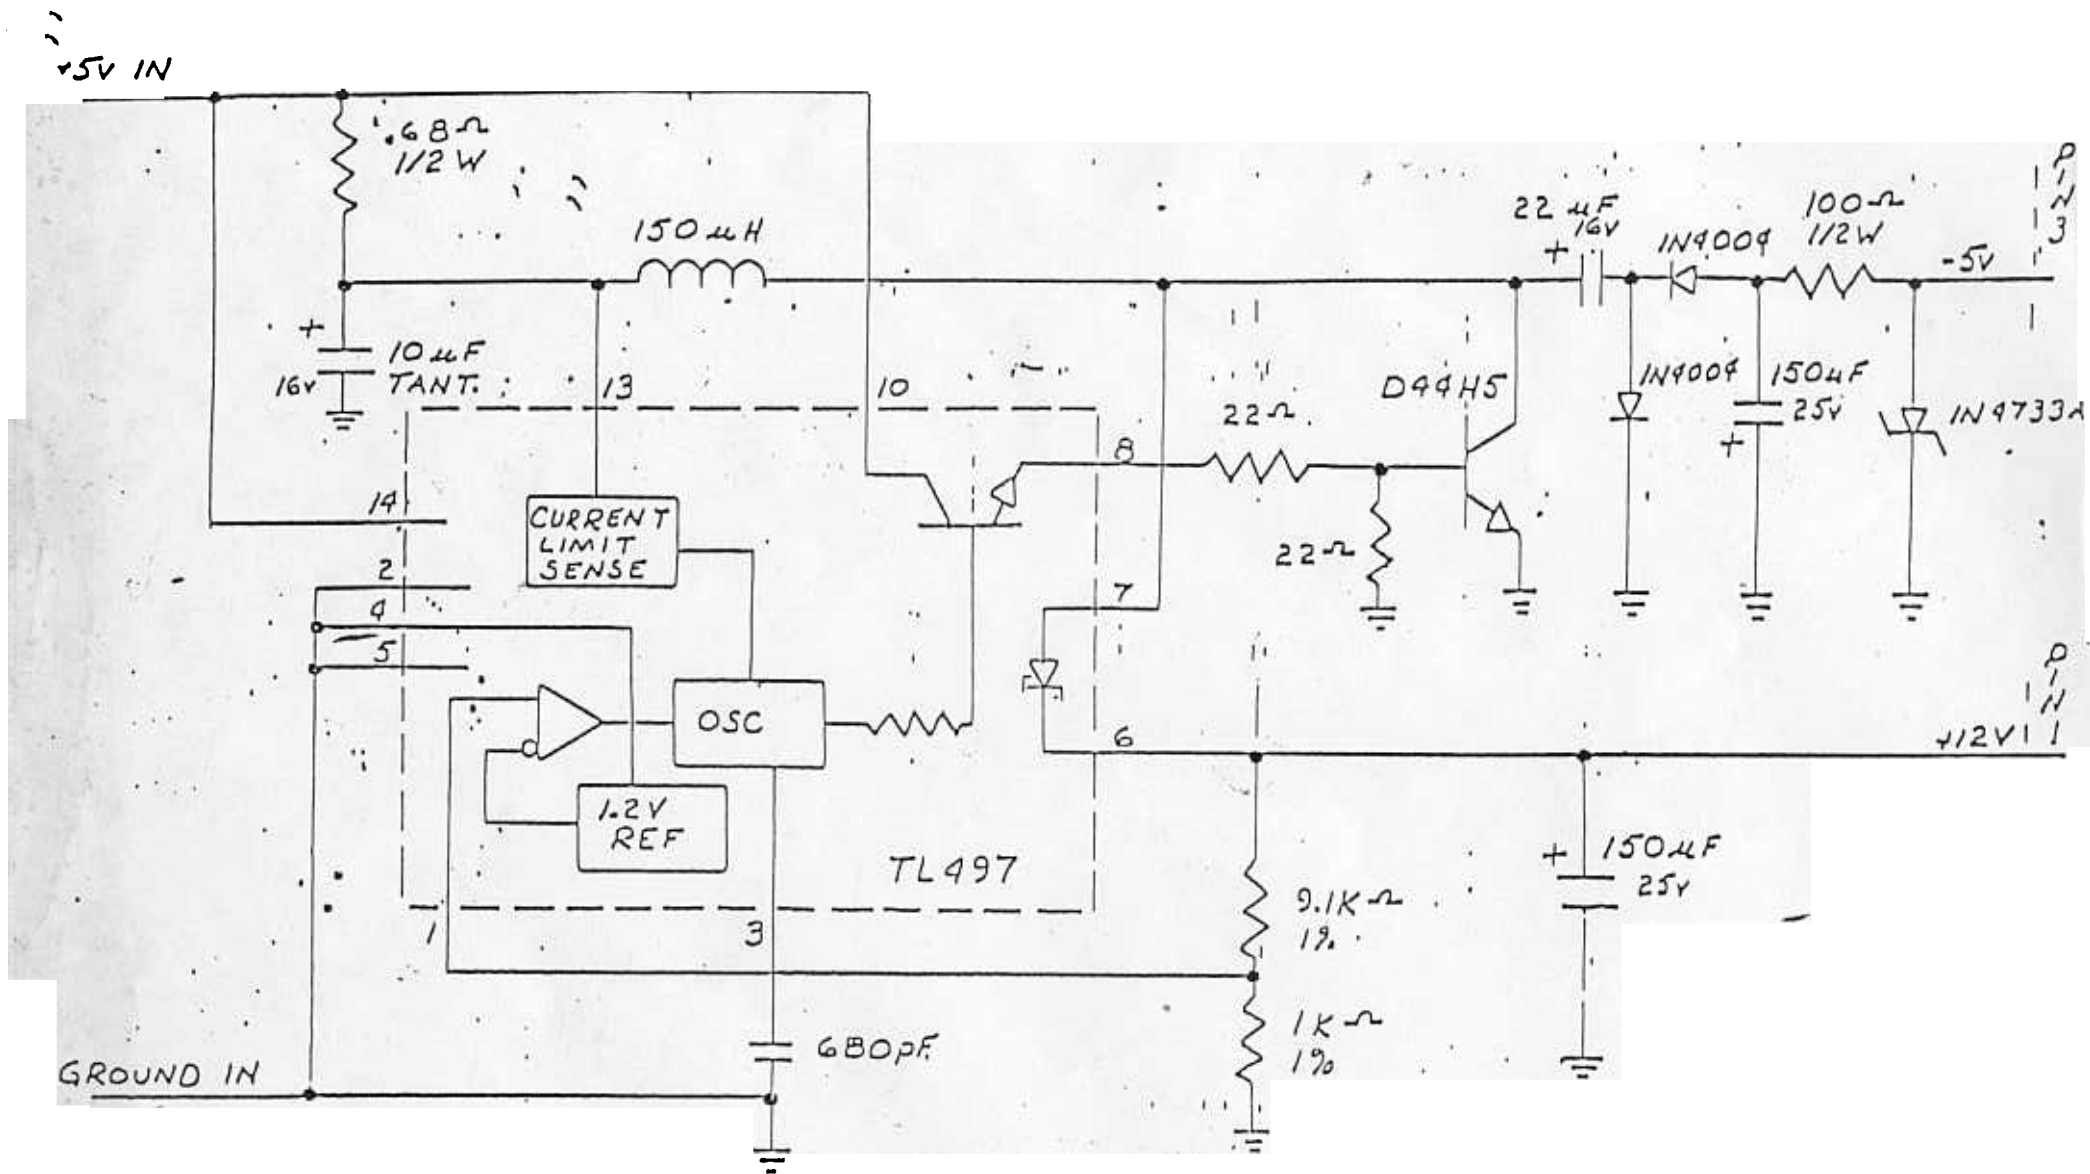 +5V IN
.68Ω
1/2 W
150 µH
22 µF
16V
1N4004
100Ω
1/2W
-5V
PIN 3
10 µF
TANT.
16V
13
10
D44H5
1N4004
150µF
25V
1N4733A
22Ω
8
14
CURRENT
LIMIT
SENSE
22Ω
2
4
5
7
OSC
6
+12V
PIN 1
1.2V
REF
TL497
150µF
25V
9.1KΩ
1%
1
3
1KΩ
1%
680pF
GROUND IN